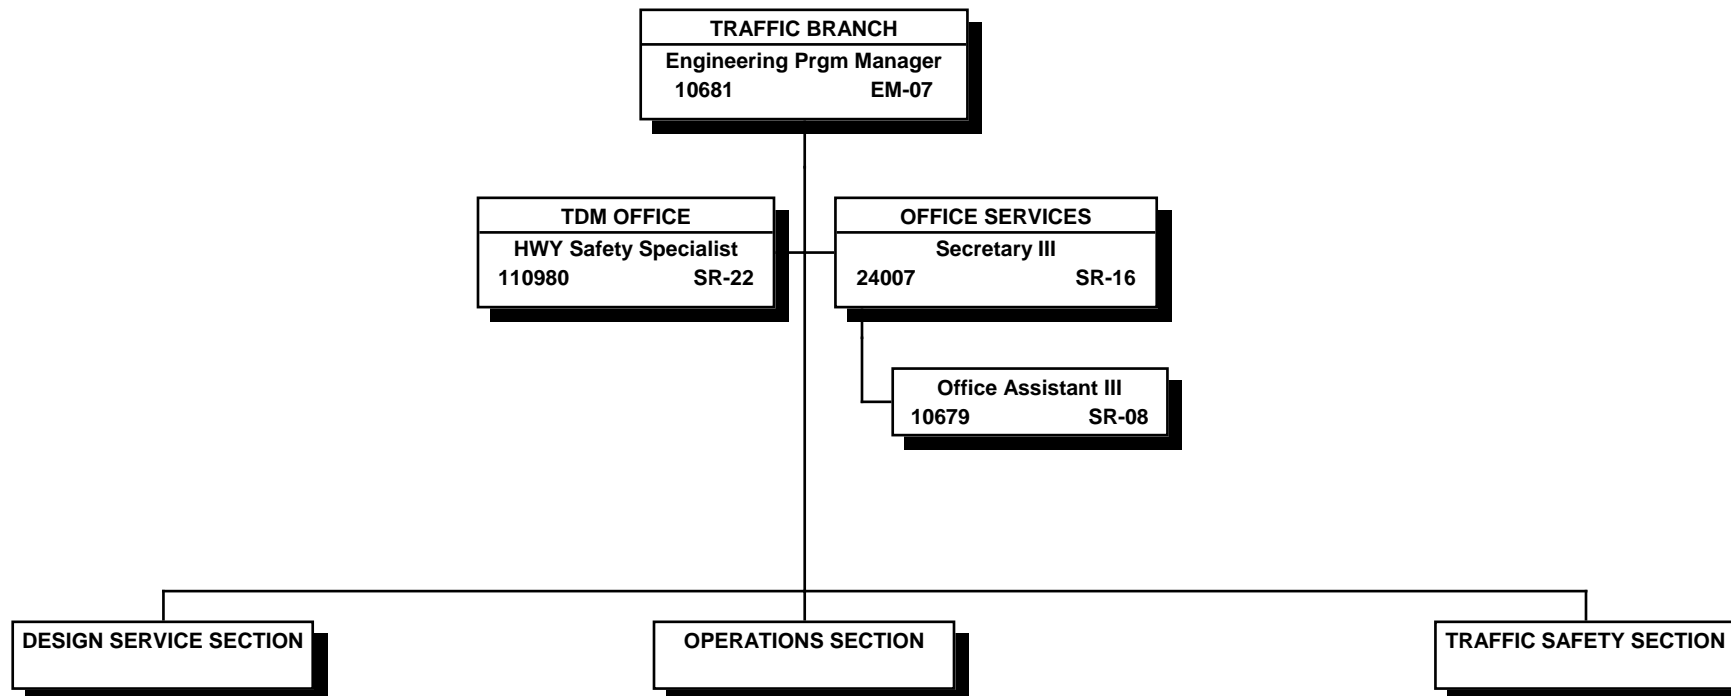 TRAFFIC BRANCH
Engineering Prgm Manager
10681 EM-07
TDM OFFICE
HWY Safety Specialist
110980 SR-22
OFFICE SERVICES
Secretary III
24007 SR-16
Office Assistant III
10679 SR-08
DESIGN SERVICE SECTION
OPERATIONS SECTION
TRAFFIC SAFETY SECTION